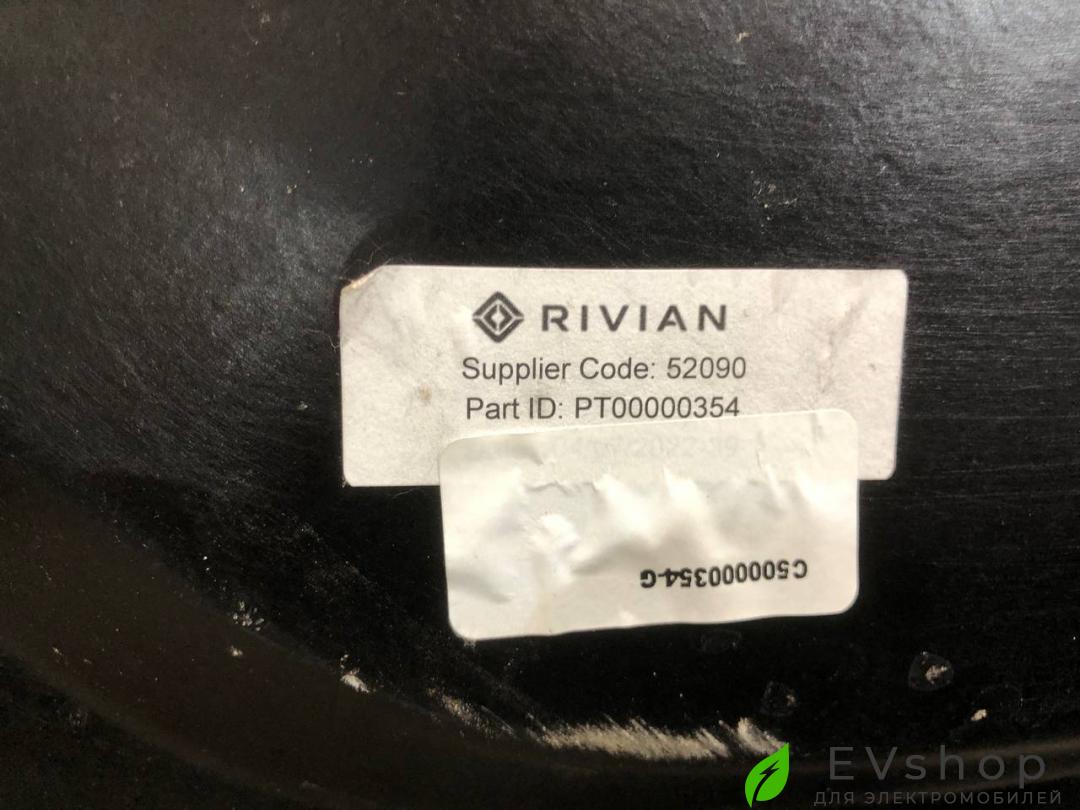 RIVIAN
Supplier Code: 52090
Part ID: PT00000354
C500000354-G
EVshop
ДЛЯ ЭЛЕКТРОМОБИЛЕЙ